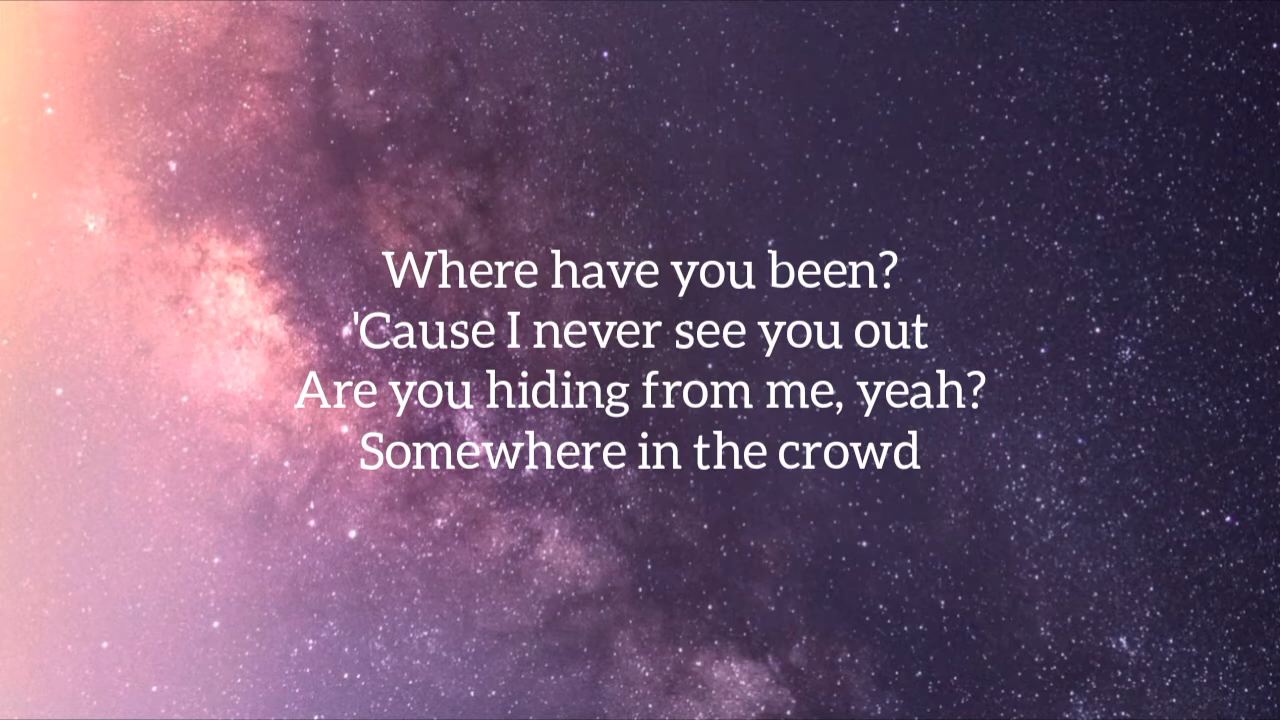 Where have you been?
'Cause I never see you out
Are you hiding from me, yeah?
Somewhere in the crowd